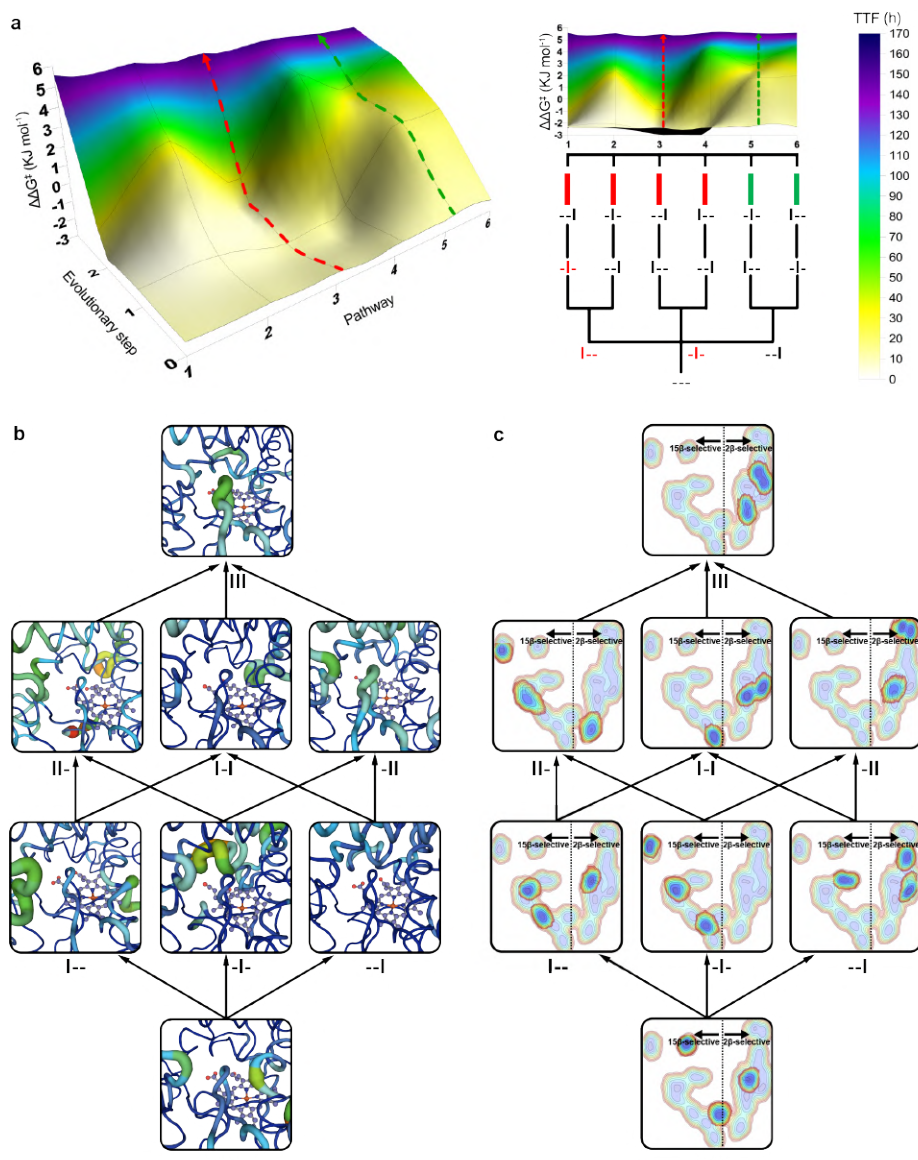 a
ΔΔG‡ (KJ mol⁻¹)
6
5
4
3
2
1
0
-1
-2
-3
Evolutionary step
2
1
0
Pathway
1
2
3
4
5
6
ΔΔG‡ (KJ mol⁻¹)
6
5
4
3
2
1
0
-1
-2
-3
1 2 3 4 5 6
--I -I- --I I-- -I- I--
-I- --I I-- --I I-- -I-
I-- -I- --I
---
TTF (h)
170
160
150
140
130
120
110
100
90
80
70
60
50
40
30
20
10
0
b
III
II- I-I -II
I-- -I- --I
c
15β-selective 2β-selective
III
15β-selective 2β-selective
15β-selective 2β-selective
15β-selective 2β-selective
II- I-I -II
15β-selective 2β-selective
15β-selective 2β-selective
15β-selective 2β-selective
I-- -I- --I
15β-selective 2β-selective